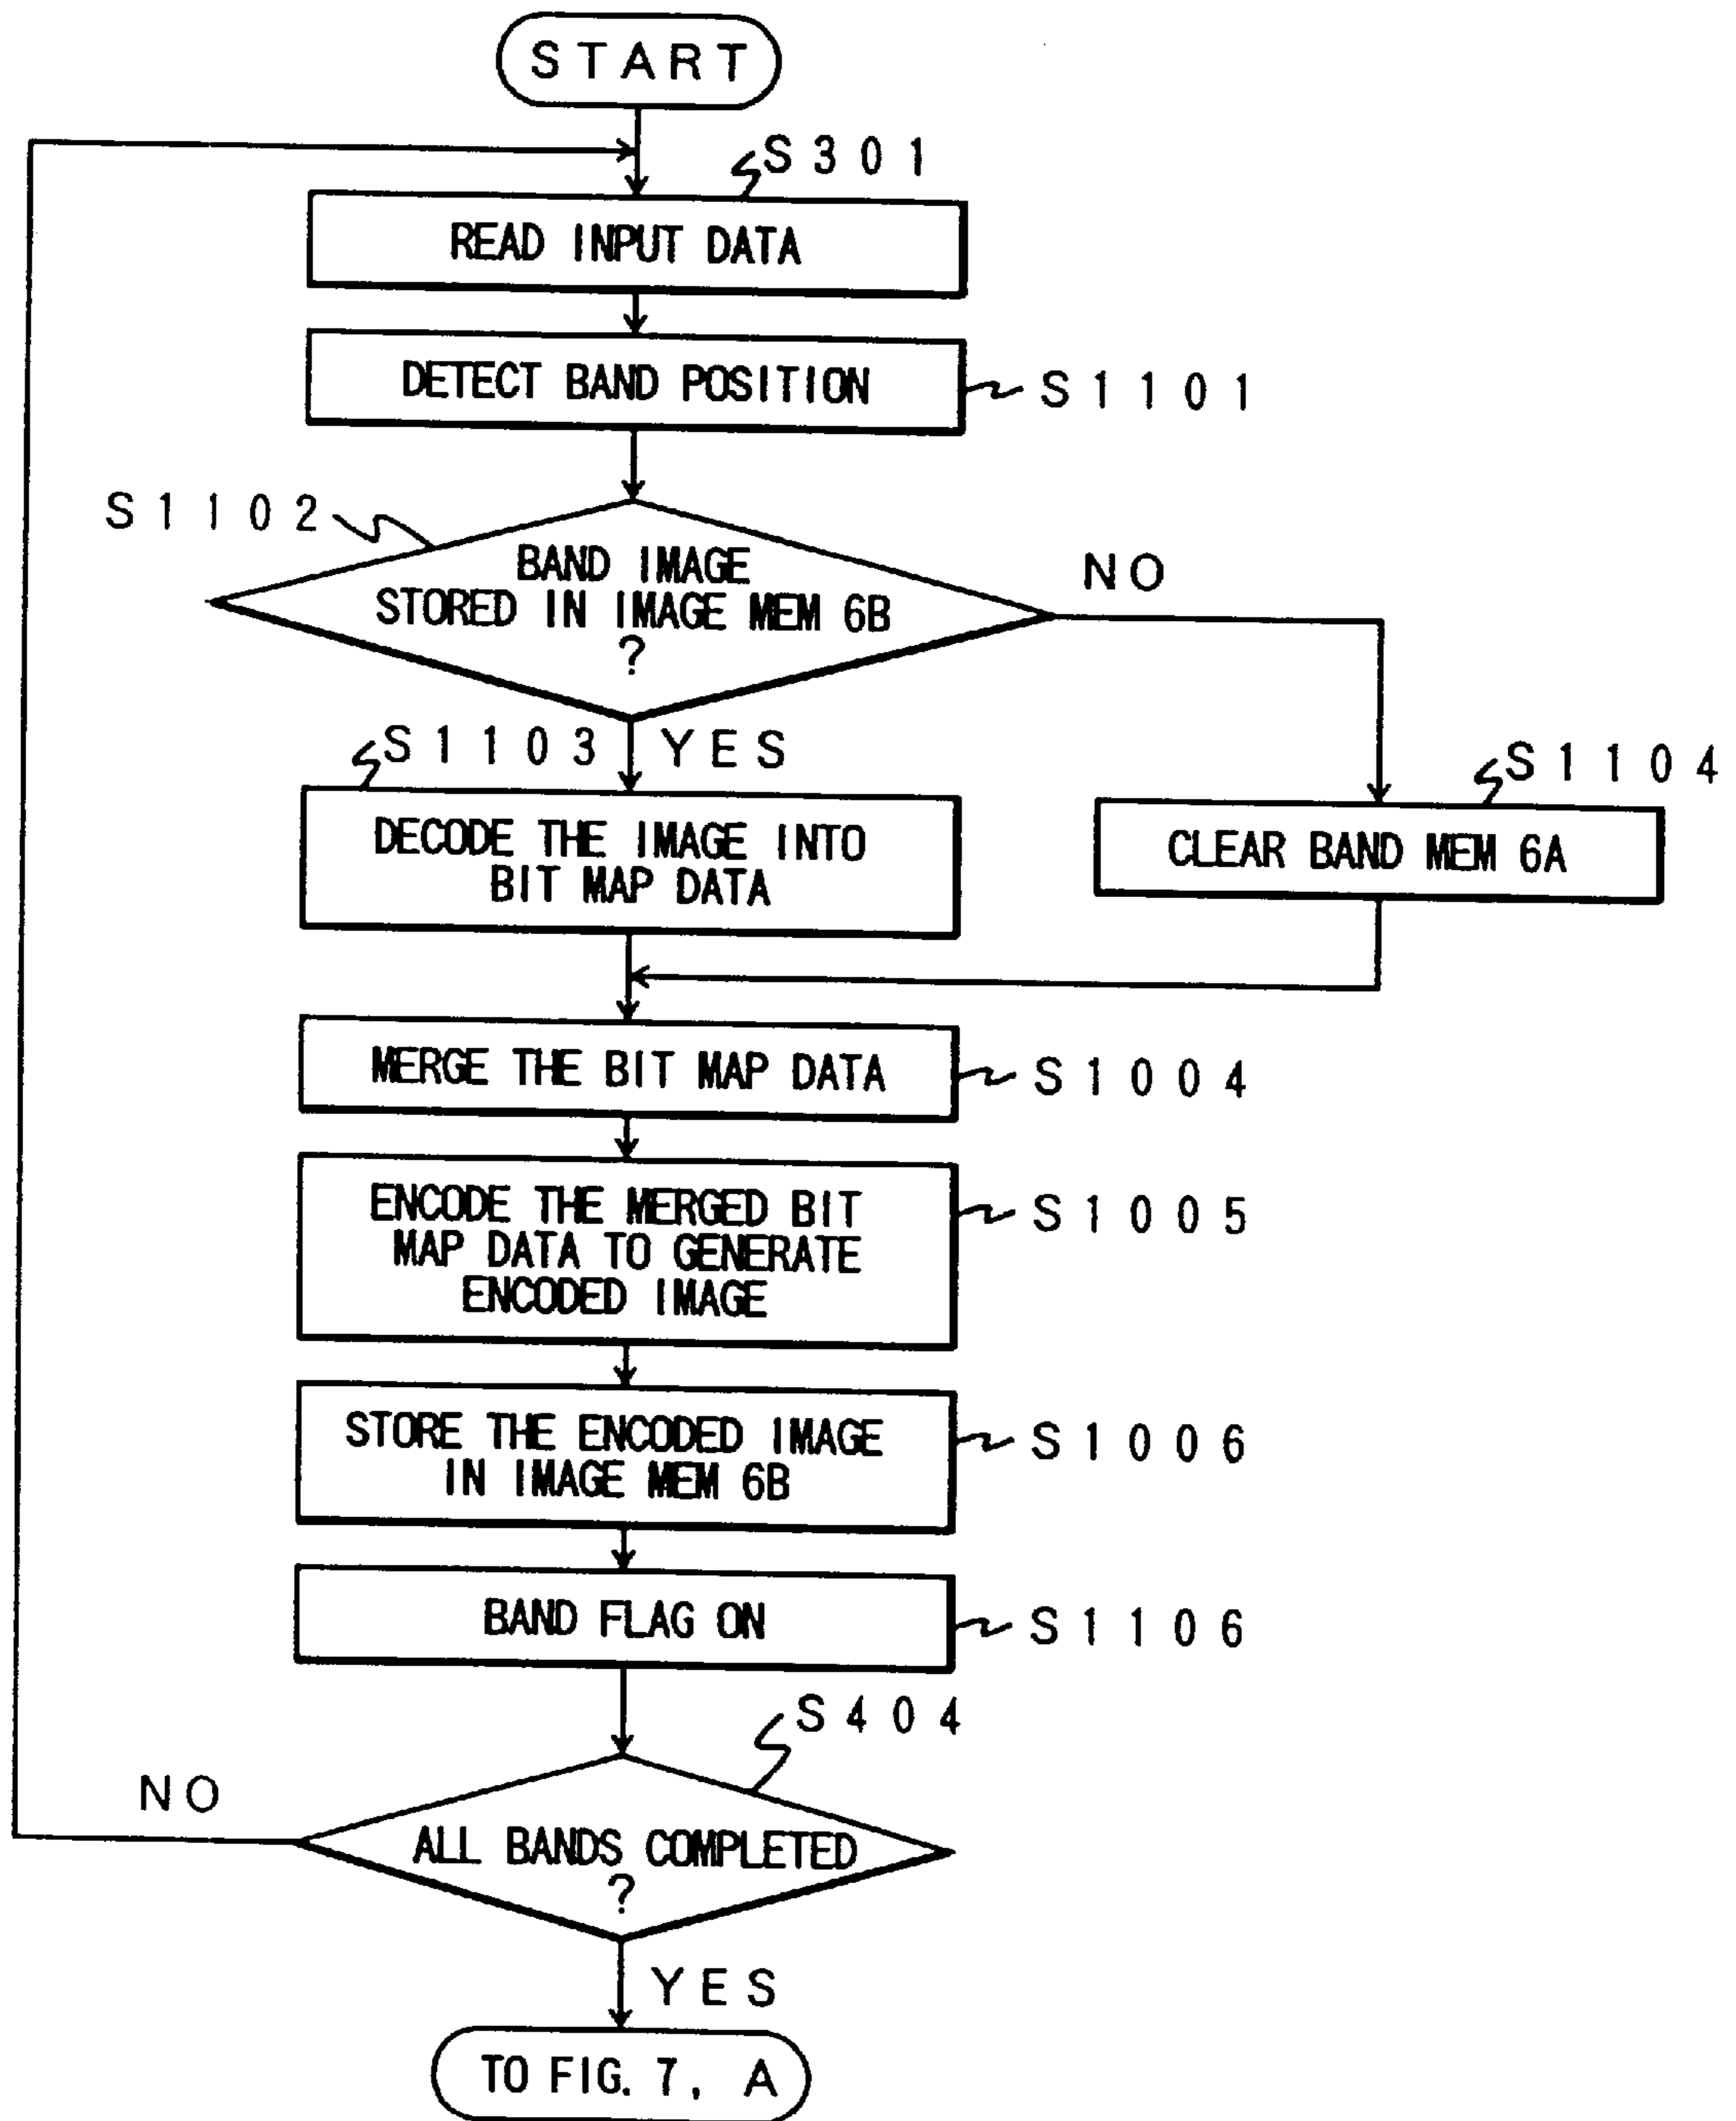 START
S301
READ INPUT DATA
DETECT BAND POSITION
S1101
S1102
BAND IMAGE
STORED IN IMAGE MEM 6B
?
NO
S1103
YES
S1104
DECODE THE IMAGE INTO
BIT MAP DATA
CLEAR BAND MEM 6A
MERGE THE BIT MAP DATA
S1004
ENCODE THE MERGED BIT
MAP DATA TO GENERATE
ENCODED IMAGE
S1005
STORE THE ENCODED IMAGE
IN IMAGE MEM 6B
S1006
BAND FLAG ON
S1106
S404
NO
ALL BANDS COMPLETED
?
YES
TO FIG. 7, A